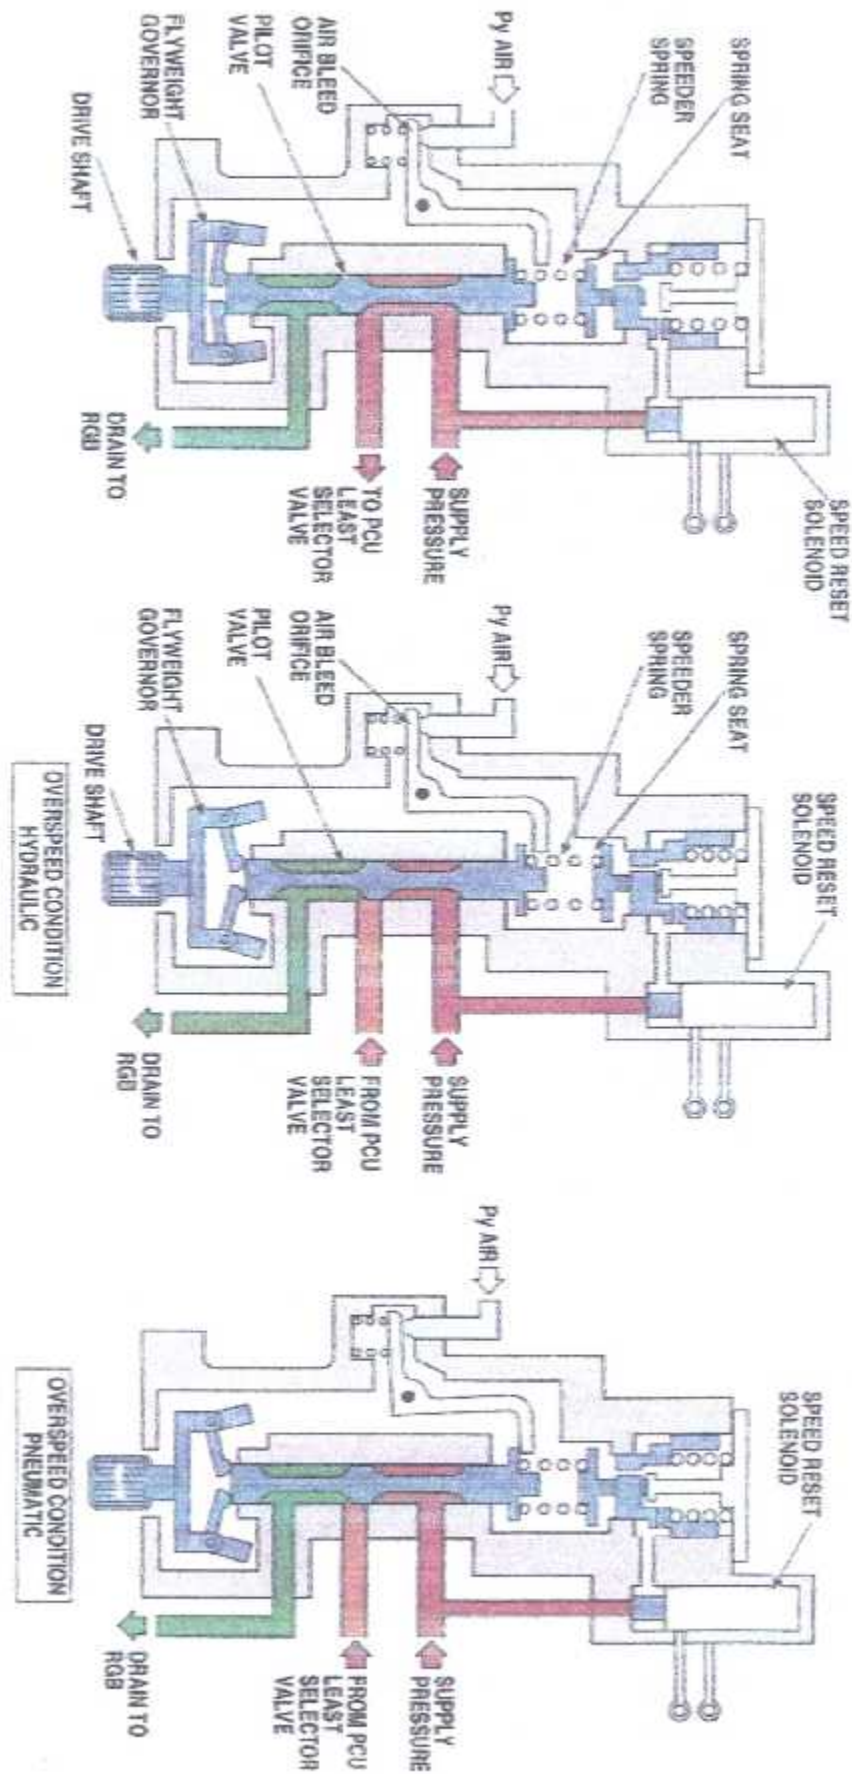 SPRING SEAT
SPEEDER
SPRING
Py AIR
AIR BLEED
ORIFICE
PILOT
VALVE
FLYWEIGHT
GOVERNOR
DRIVE SHAFT
SPEED RESET
SOLENOID
SUPPLY
PRESSURE
TO PCU
LEAST
SELECTOR
VALVE
DRAIN TO
RGB
SPRING SEAT
SPEEDER
SPRING
Py AIR
AIR BLEED
ORIFICE
PILOT
VALVE
FLYWEIGHT
GOVERNOR
DRIVE SHAFT
SPEED RESET
SOLENOID
SUPPLY
PRESSURE
FROM PCU
LEAST
SELECTOR
VALVE
DRAIN TO
RGB
OVERSPEED CONDITION
HYDRAULIC
Py AIR
SPEED RESET
SOLENOID
SUPPLY
PRESSURE
FROM PCU
LEAST
SELECTOR
VALVE
DRAIN TO
RGB
OVERSPEED CONDITION
PNEUMATIC